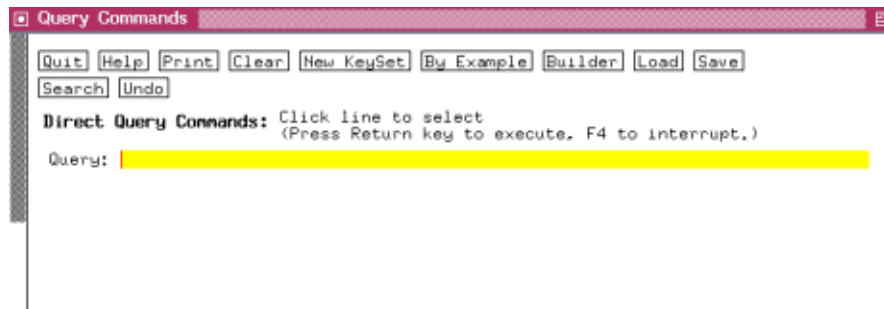 Query Commands
Quit Help Print Clear New KeySet By Example Builder Load Save
Search Undo
Direct Query Commands: Click line to select
(Press Return key to execute, F4 to interrupt.)
Query: